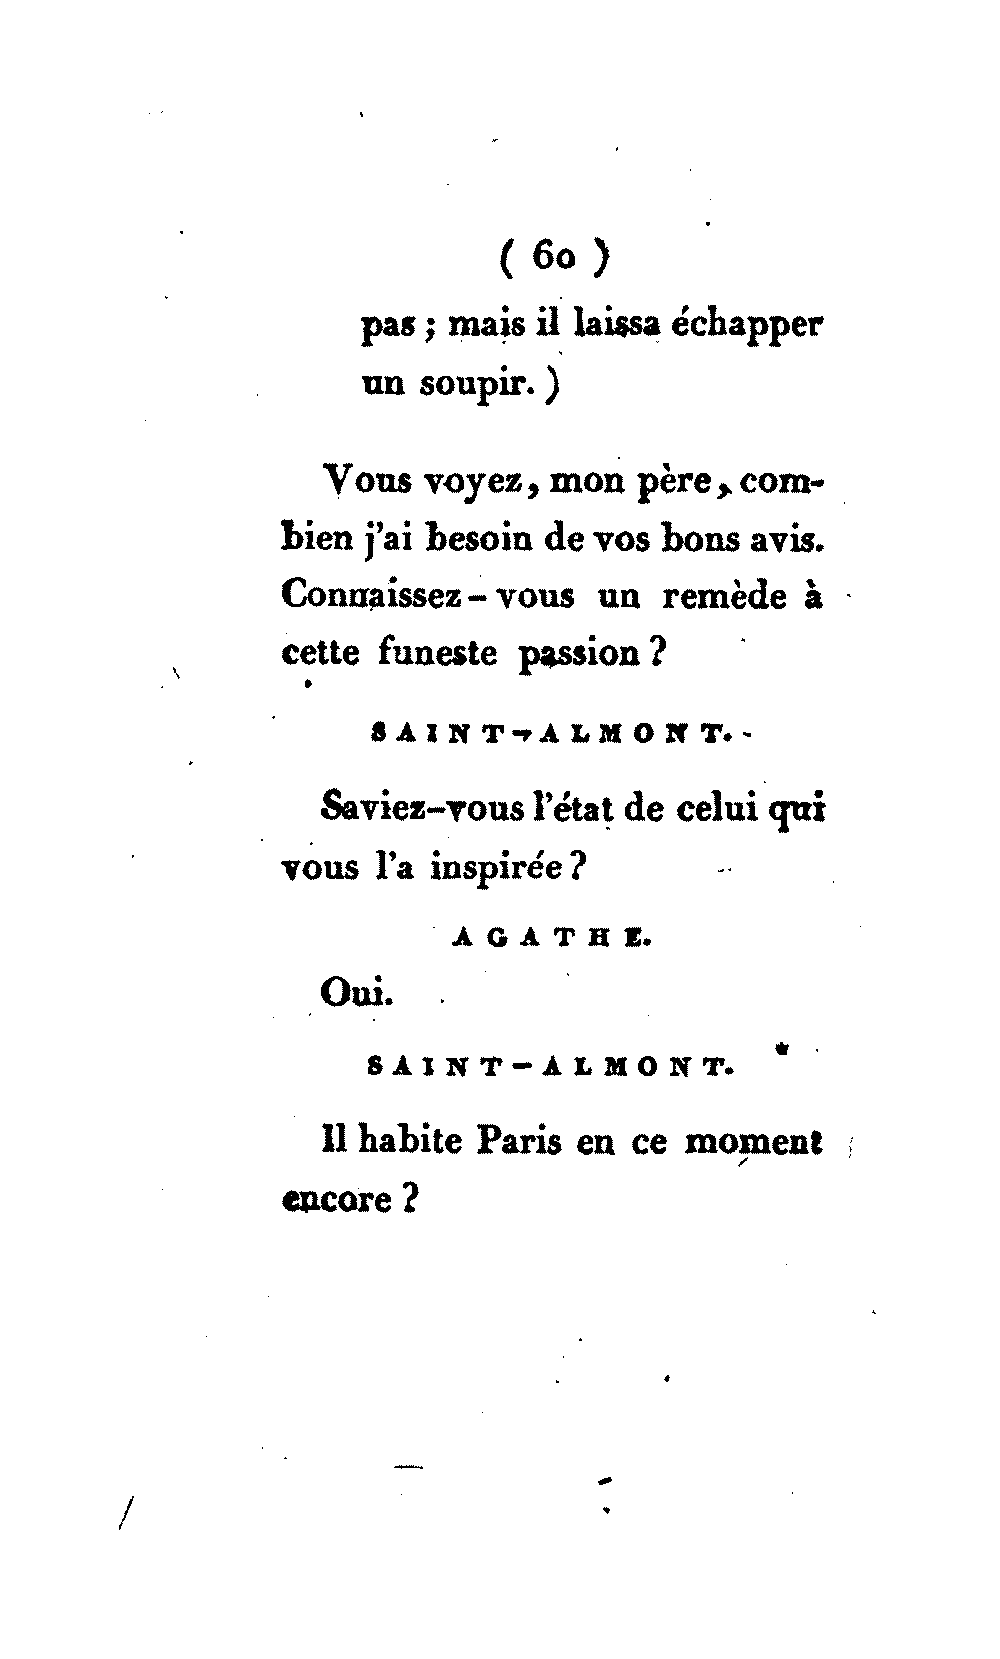 ( 60 )
pas ; mais il laissa échapper
un soupir. )
Vous voyez, mon père, com-
bien j'ai besoin de vos bons avis.
Connaissez-vous un remède à
cette funeste passion ?
SAINT-ALMONT.
Saviez-vous l'état de celui qui
vous l'a inspirée ?
AGATHE.
Oui.
SAINT-ALMONT.
Il habite Paris en ce moment
encore ?